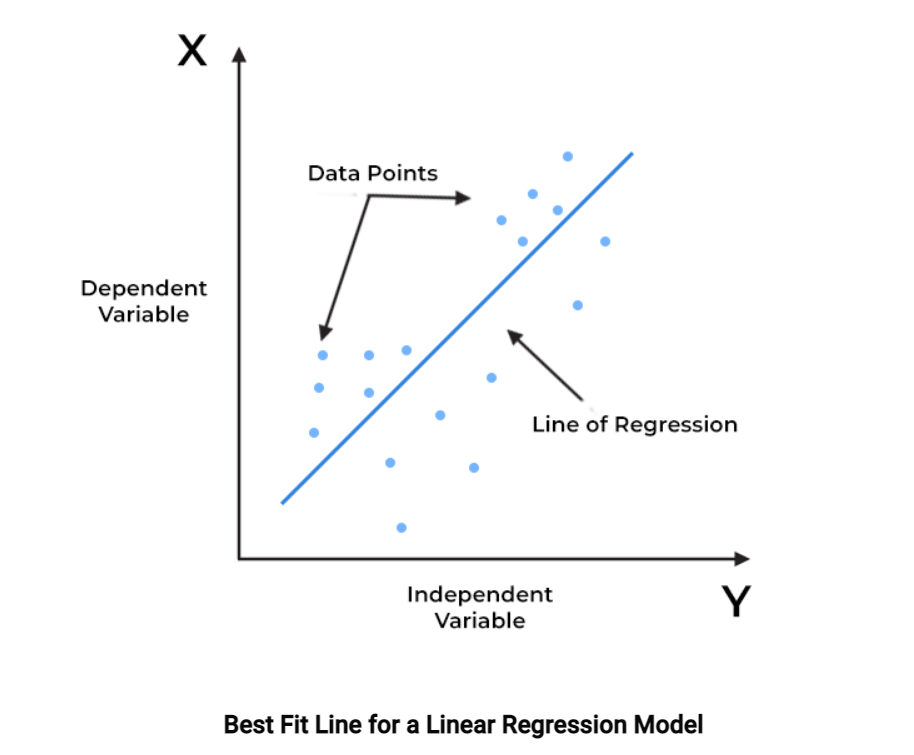 X
Data Points
Dependent
Variable
Line of Regression
Independent
Variable
Y
Best Fit Line for a Linear Regression Model